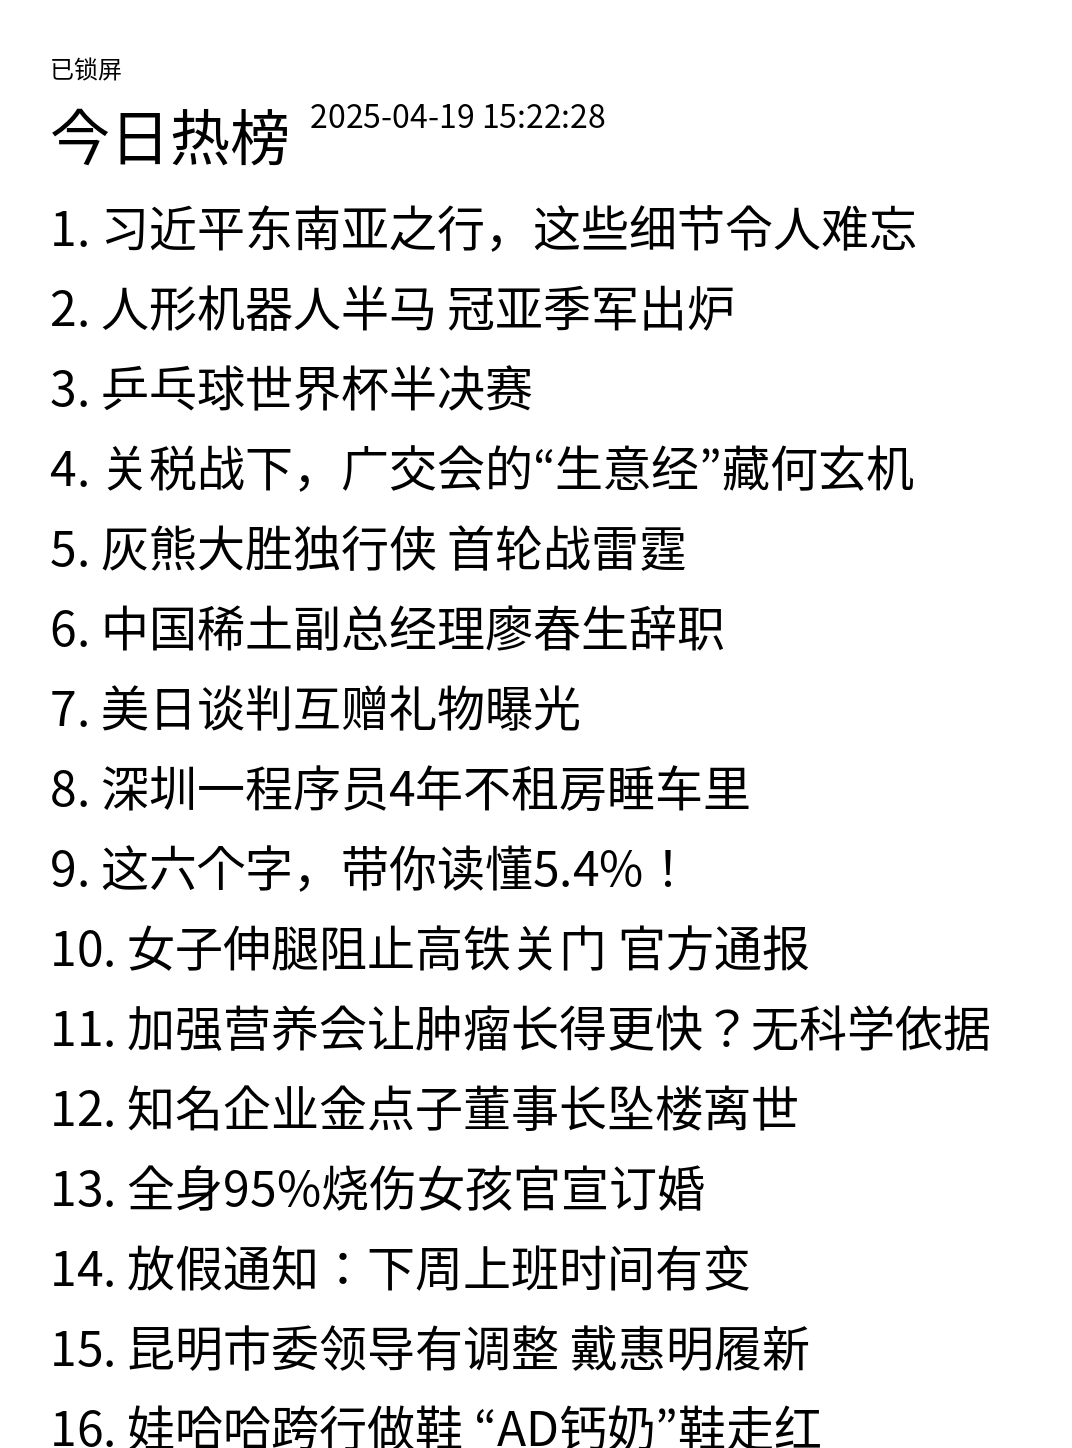 已锁屏
今日热榜 2025-04-19 15:22:28
1. 习近平东南亚之行，这些细节令人难忘
2. 人形机器人半马 冠亚季军出炉
3. 乒乓球世界杯半决赛
4. 关税战下，广交会的“生意经”藏何玄机
5. 灰熊大胜独行侠 首轮战雷霆
6. 中国稀土副总经理廖春生辞职
7. 美日谈判互赠礼物曝光
8. 深圳一程序员4年不租房睡车里
9. 这六个字，带你读懂5.4%！
10. 女子伸腿阻止高铁关门 官方通报
11. 加强营养会让肿瘤长得更快？无科学依据
12. 知名企业金点子董事长坠楼离世
13. 全身95%烧伤女孩官宣订婚
14. 放假通知：下周上班时间有变
15. 昆明市委领导有调整 戴惠明履新
16. 娃哈哈跨行做鞋 “AD钙奶”鞋走红